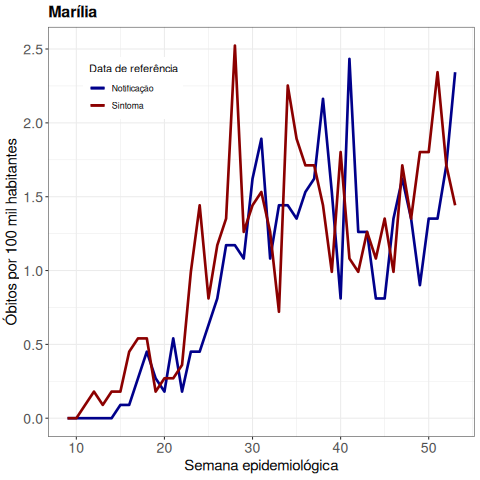 Marília
Óbitos por 100 mil habitantes
2.5
2.0
1.5
1.0
0.5
0.0
Data de referência
Notificação
Sintoma
10 20 30 40 50
Semana epidemiológica